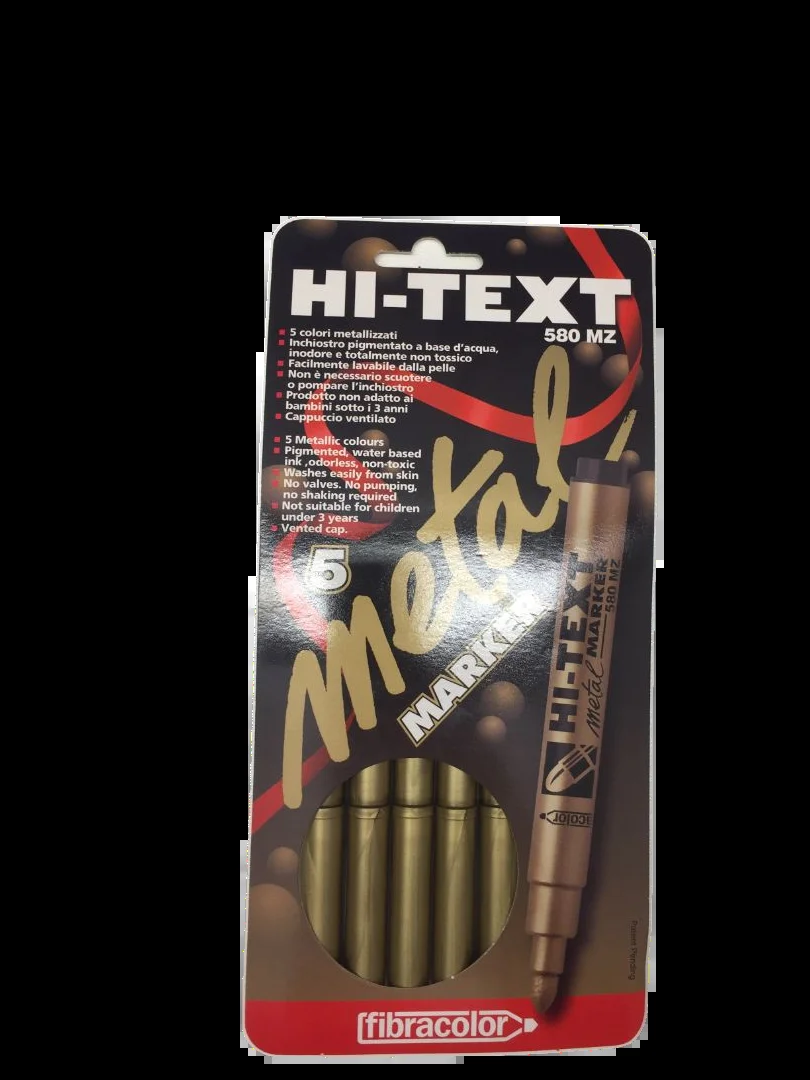 HI-TEXT
580 MZ
5 colori metallizzati
Inchiostro pigmentato a base d'acqua,
inodore e totalmente non tossico
Facilmente lavabile dalla pelle
Non è necessario scuotere
o pompare l'inchiostro
Prodotto non adatto ai
bambini sotto i 3 anni
Cappuccio ventilato
5 Metallic colours
Pigmented, water based
ink ,odorless, non-toxic
Washes easily from skin
No valves. No pumping,
no shaking required
Not suitable for children
under 3 years
Vented cap.
5
metal
MARKER
HI-TEXT
metal MARKER
580 MZ
acolor
Patent Pending
fibracolor